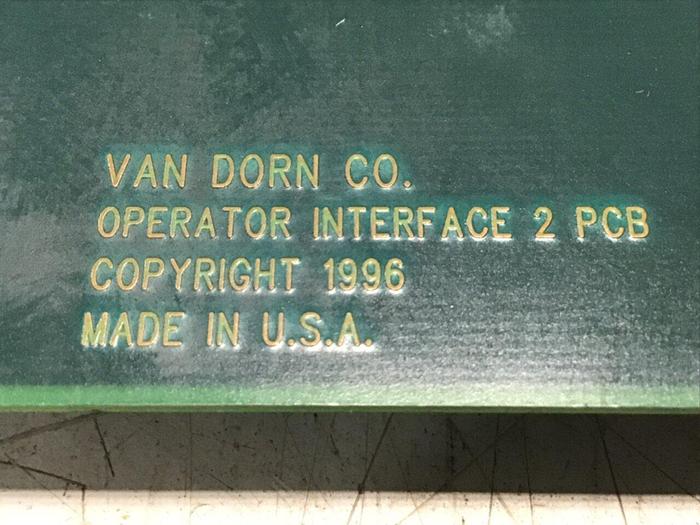 VAN DORN CO.
OPERATOR INTERFACE 2 PCB
COPYRIGHT 1996
MADE IN U.S.A.